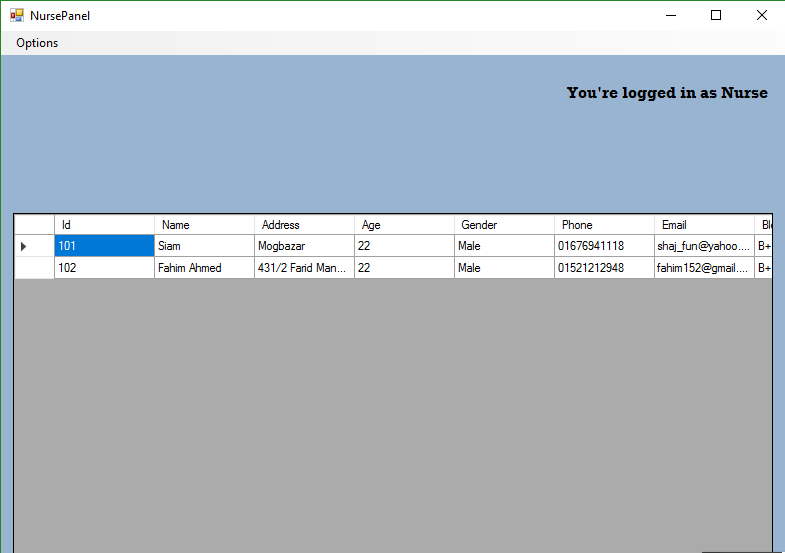 NursePanel
Options
You're logged in as Nurse
Id Name Address Age Gender Phone Email Blo
101 Siam Mogbazar 22 Male 01676941118 shaj_fun@yahoo.... B+
102 Fahim Ahmed 431/2 Farid Man... 22 Male 01521212948 fahim152@gmail.... B+